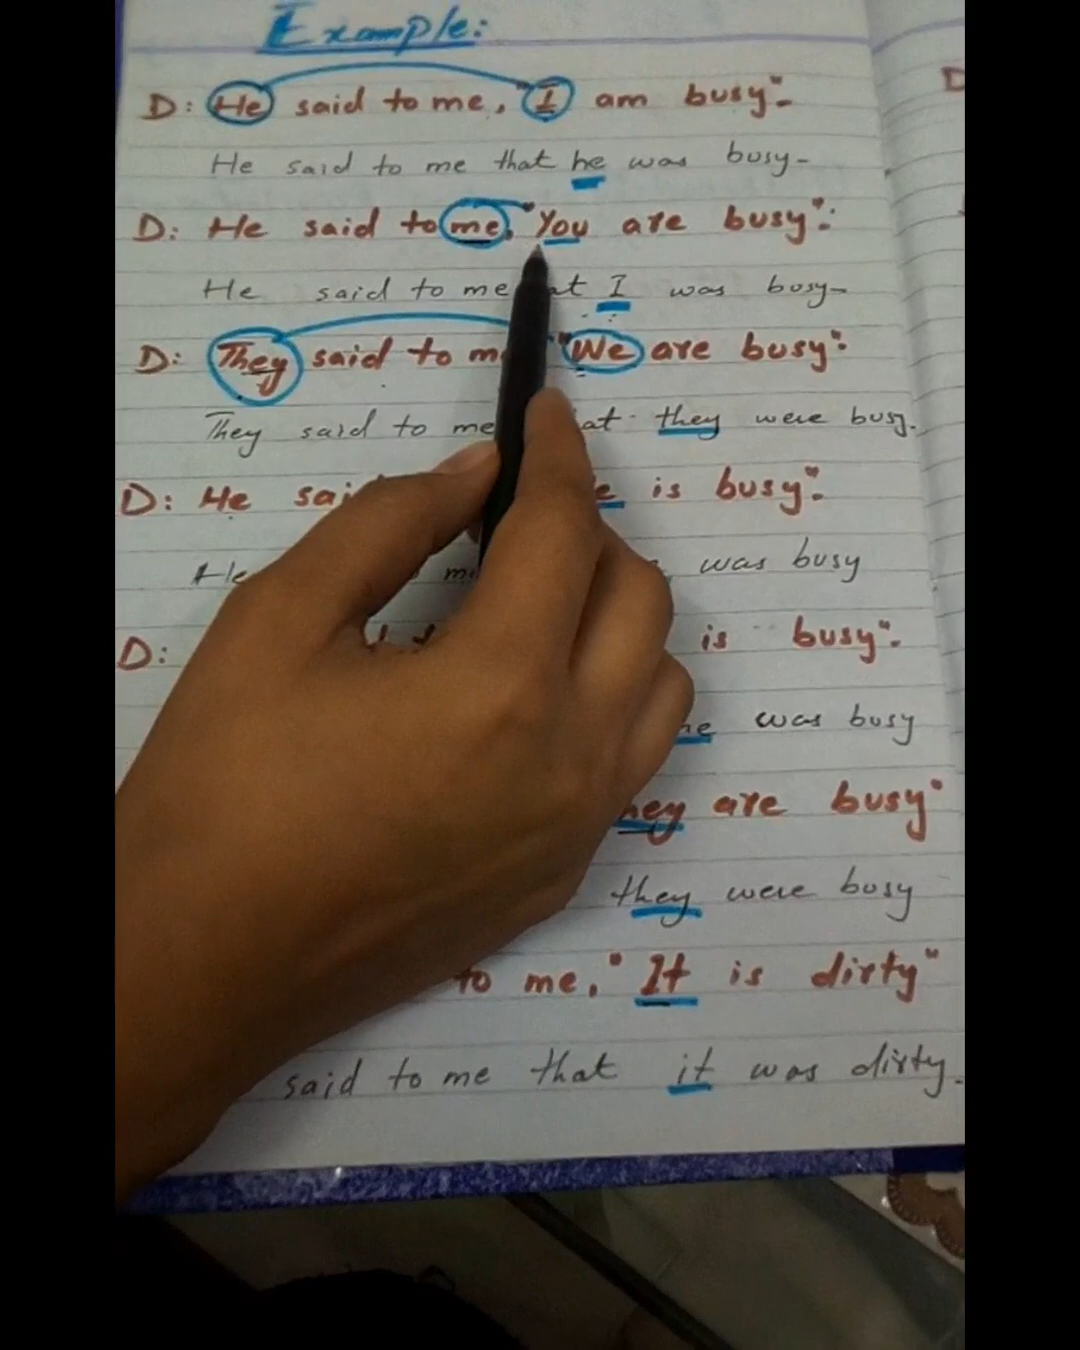 Example:
D: He said to me, "I am busy".
He said to me that he was busy.
D: He said to me, "You are busy".
He said to me I was busy.
D: They said to "We are busy".
They said to me they were busy.
D: He is busy".
He was busy
D: is busy".
was busy
are busy"
they were busy
to me, "It is dirty"
said to me that it was dirty.
D